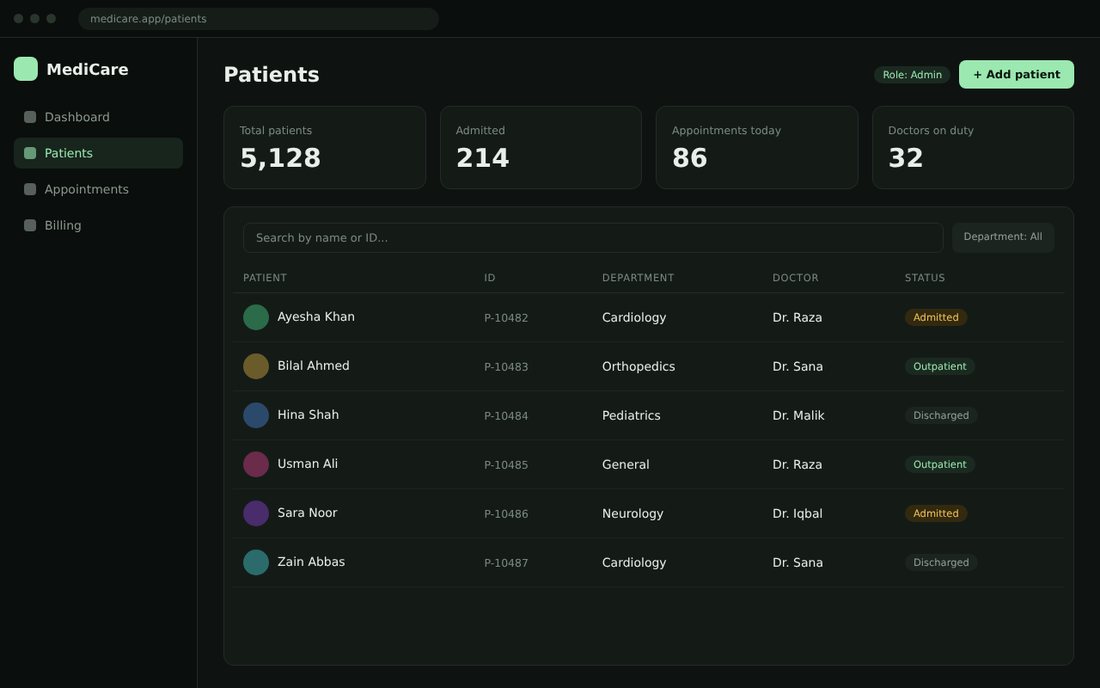 medicare.app/patients
MediCare
Dashboard
Patients
Appointments
Billing
Patients
Role: Admin
+ Add patient
Total patients
5,128
Admitted
214
Appointments today
86
Doctors on duty
32
Search by name or ID...
Department: All
PATIENT ID DEPARTMENT DOCTOR STATUS
Ayesha Khan P-10482 Cardiology Dr. Raza Admitted
Bilal Ahmed P-10483 Orthopedics Dr. Sana Outpatient
Hina Shah P-10484 Pediatrics Dr. Malik Discharged
Usman Ali P-10485 General Dr. Raza Outpatient
Sara Noor P-10486 Neurology Dr. Iqbal Admitted
Zain Abbas P-10487 Cardiology Dr. Sana Discharged